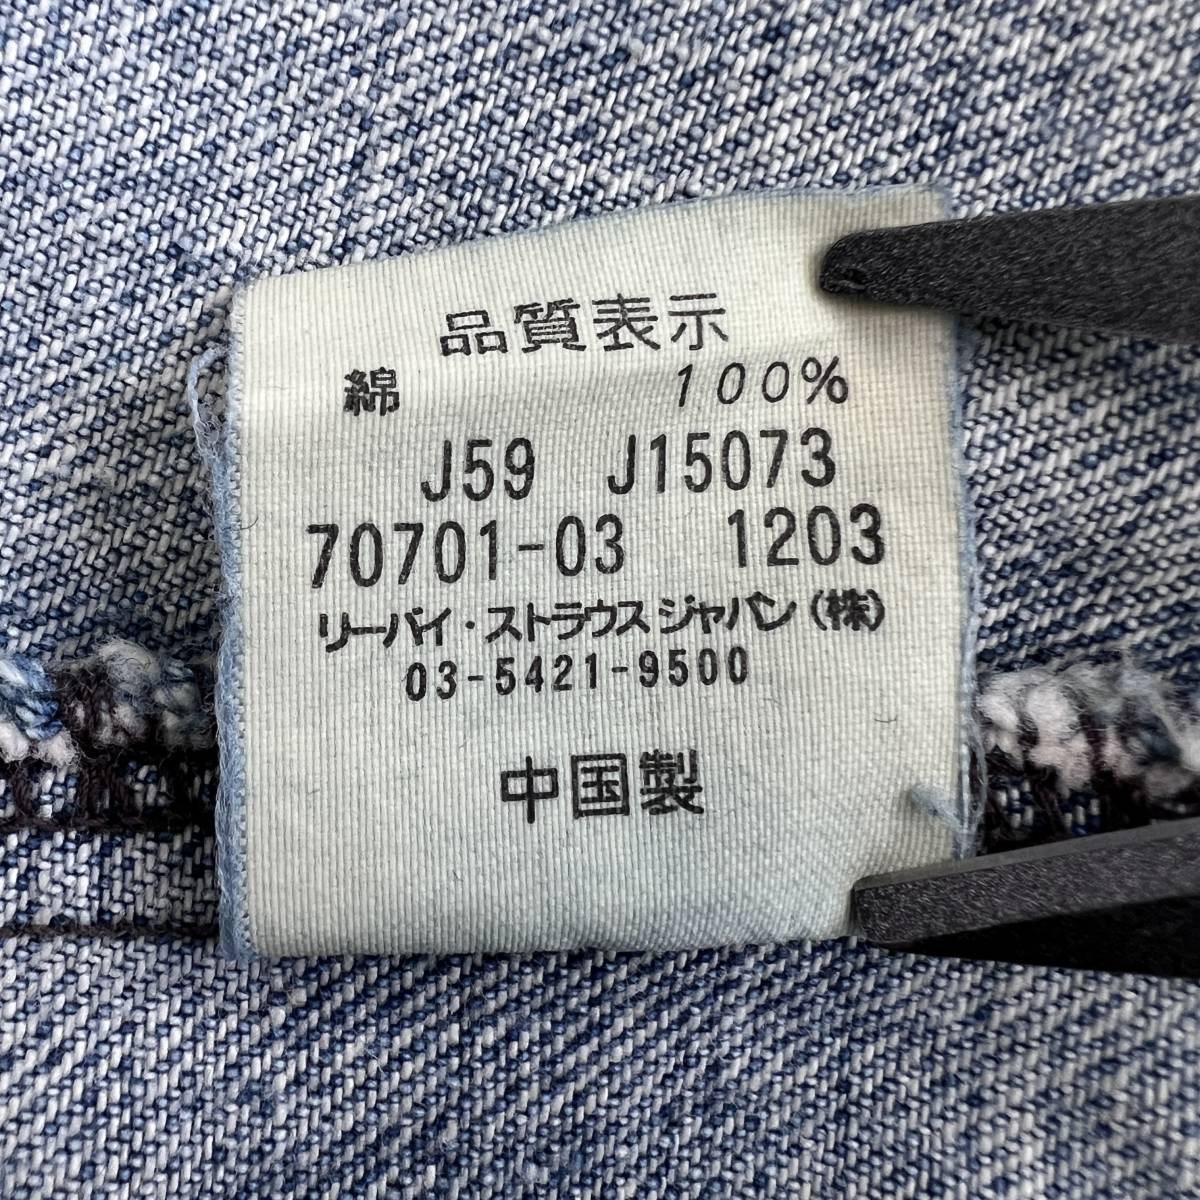 品質表示
綿 100%
J59 J15073
70701-03 1203
リーバイ・ストラウスジャパン(株)
03-5421-9500
中国製